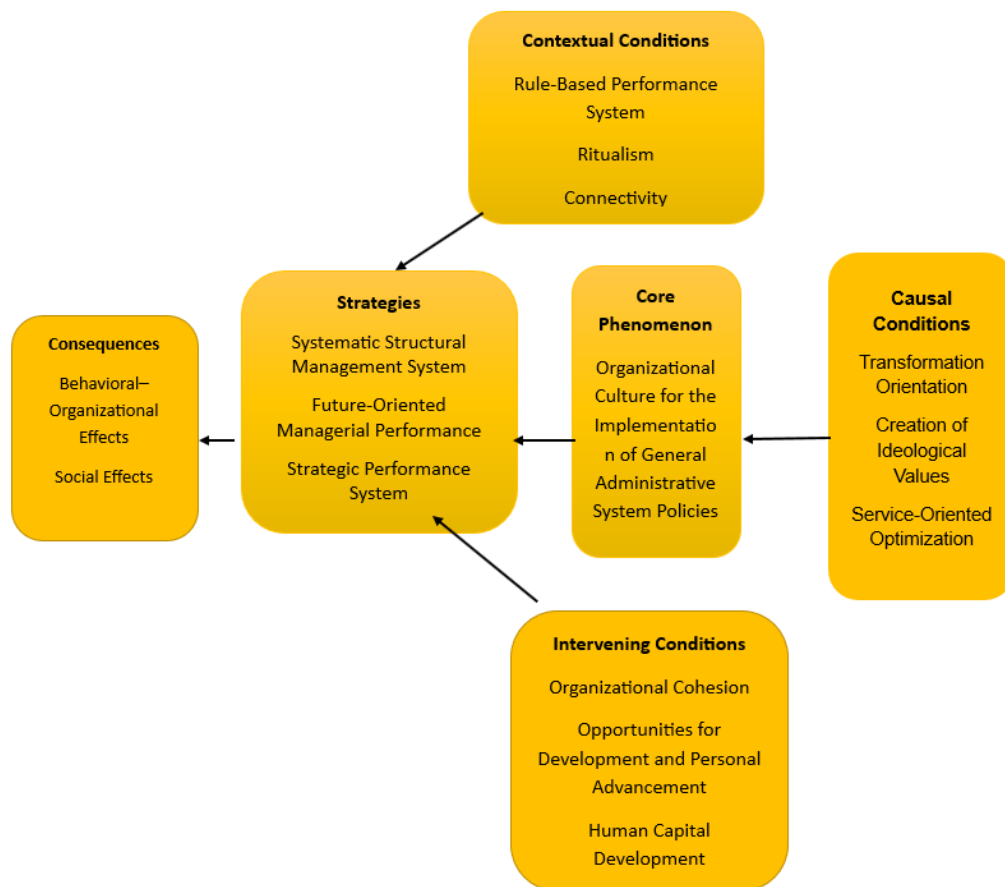 Contextual Conditions
Rule-Based Performance
System
Ritualism
Connectivity
Strategies
Systematic Structural
Management System
Future-Oriented
Managerial Performance
Strategic Performance
System
Core
Phenomenon
Organizational
Culture for the
Implementatio
n of General
Administrative
System Policies
Causal
Conditions
Transformation
Orientation
Creation of
Ideological
Values
Service-Oriented
Optimization
Consequences
Behavioral–
Organizational
Effects
Social Effects
Intervening Conditions
Organizational Cohesion
Opportunities for
Development and Personal
Advancement
Human Capital
Development